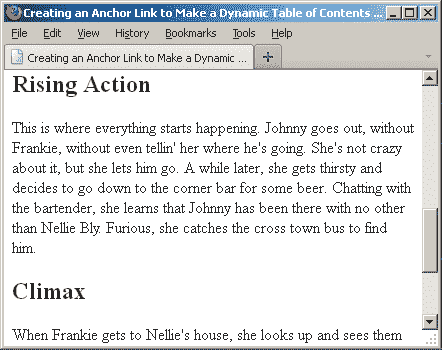 Creating an Anchor Link to Make a Dynamic Table of Contents ...
File Edit View History Bookmarks Tools Help
Creating an Anchor Link to Make a Dynamic ...
Rising Action
This is where everything starts happening. Johnny goes out, without
Frankie, without even tellin' her where he's going. She's not crazy
about it, but she lets him go. A while later, she gets thirsty and
decides to go down to the corner bar for some beer. Chatting with
the bartender, she learns that Johnny has been there with no other
than Nellie Bly. Furious, she catches the cross town bus to find
him.
Climax
When Frankie gets to Nellie's house, she looks up and sees them